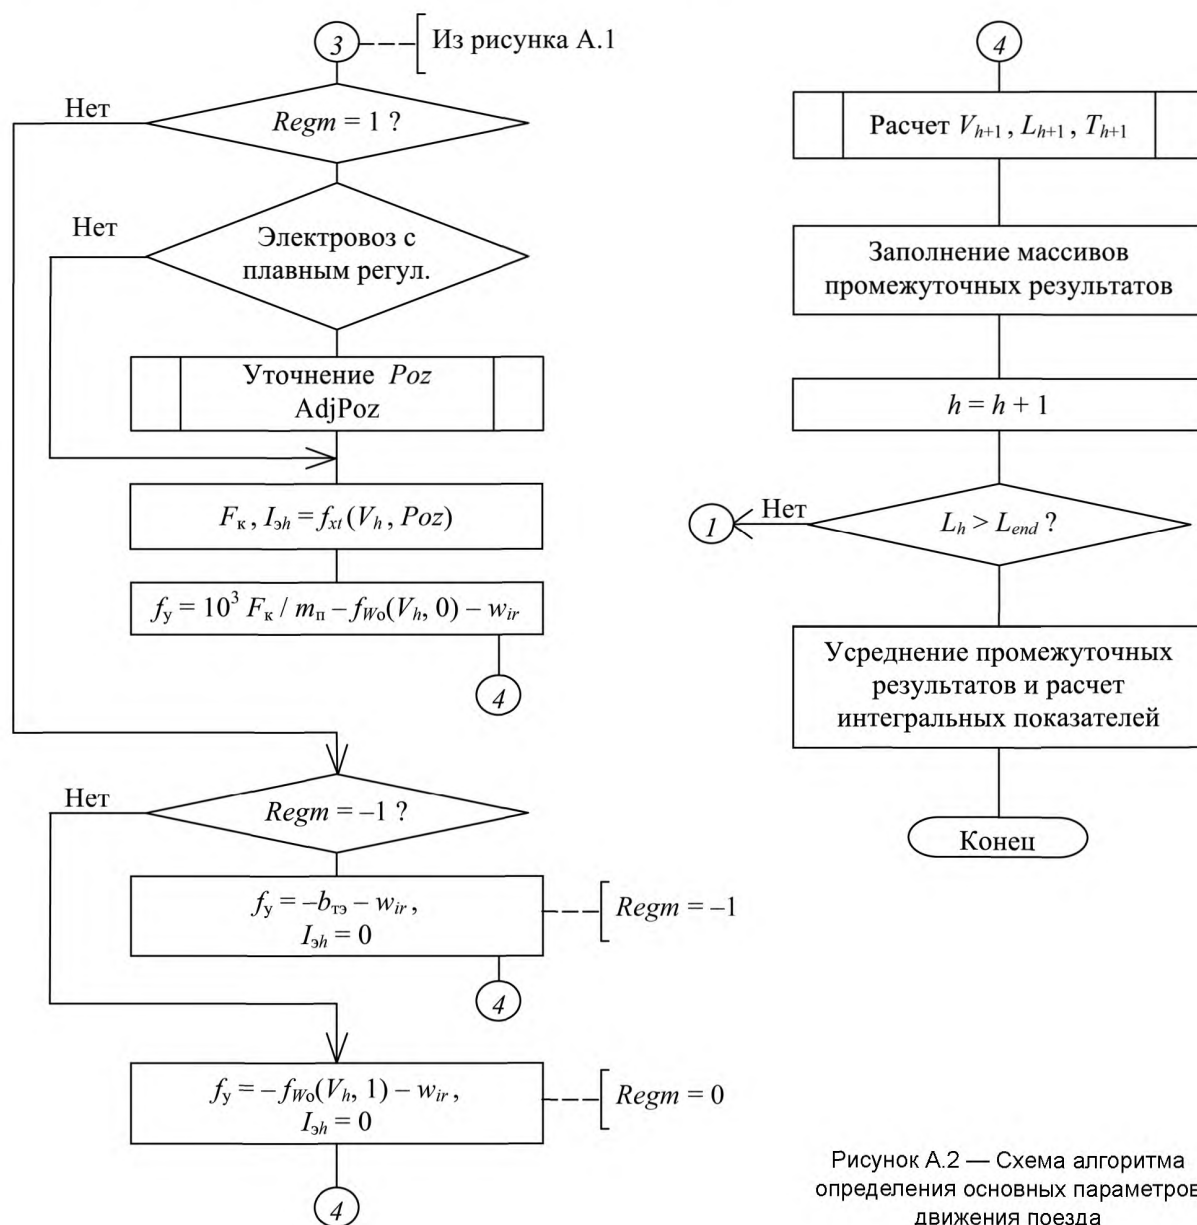 3
Из рисунка А.1
Нет
Regm = 1 ?
Нет
Электровоз с
плавным регул.
Уточнение Poz
AdjPoz
Fк , Iэh = fxt (Vh , Poz)
fу = 10³ Fк / mп – fWo(Vh, 0) – wir
4
Нет
Regm = –1 ?
fу = –bтэ – wir ,
Iэh = 0
Regm = –1
4
fу = – fWo(Vh, 1) – wir ,
Iэh = 0
Regm = 0
4
4
Расчет Vh+1 , Lh+1 , Th+1
Заполнение массивов
промежуточных результатов
h = h + 1
1
Нет
Lh > Lend ?
Усреднение промежуточных
результатов и расчет
интегральных показателей
Конец
Рисунок А.2 — Схема алгоритма
определения основных параметров
движения поезда